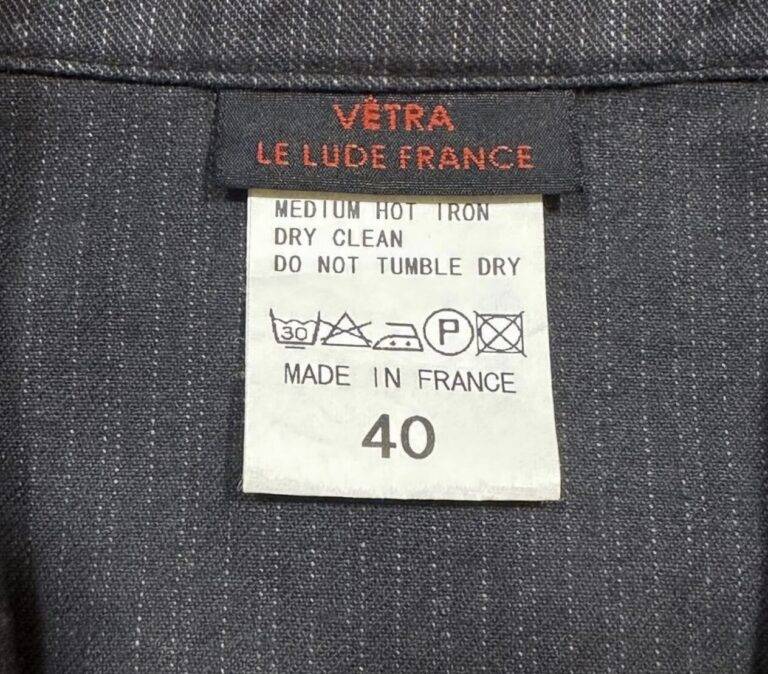 VÊTRA
LE LUDE FRANCE
MEDIUM HOT IRON
DRY CLEAN
DO NOT TUMBLE DRY
30 P
MADE IN FRANCE
40